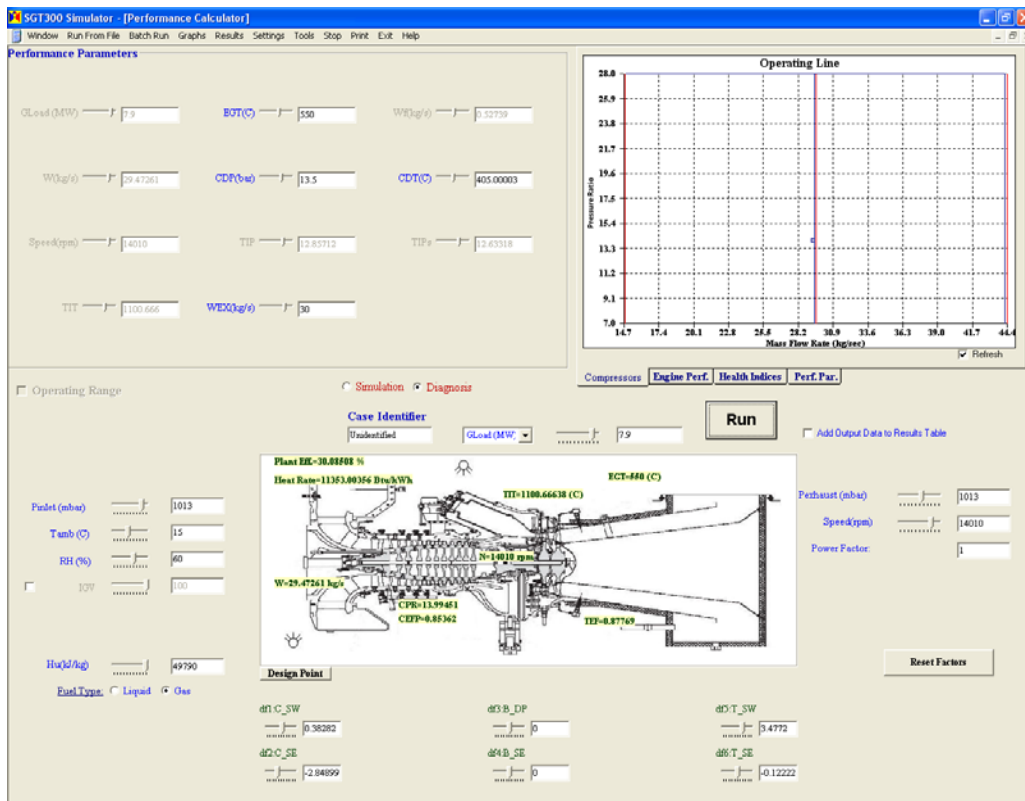 SGT300 Simulator - [Performance Calculator]
Window Run From File Batch Run Graphs Results Settings Tools Stop Print Exit Help
Performance Parameters
GLoad (MW) 7.9 EGT(C) 550 Wf(kg/s) 0.52739
W(kg/s) 29.47261 CDP(bar) 13.5 CDT(C) 405.00003
Speed(rpm) 14010 TIP 12.85712 TIPs 12.63318
TIT 1100.666 WEX(kg/s) 30
Operating Line
Pressure Ratio
28.0
25.9
23.8
21.7
19.6
17.5
15.4
13.3
11.2
9.1
7.0
14.7 17.4 20.1 22.8 25.5 28.2 30.9 33.6 36.3 39.0 41.7 44.4
Mass Flow Rate (kg/sec)
Refresh
Compressors Engine Perf. Health Indices Perf. Par.
Operating Range
Simulation Diagnosis
Case Identifier
Unidentified GLoad (MW) 7.9
Run
Add Output Data to Results Table
Pinlet (mbar) 1013
Tamb (C) 15
RH (%) 60
IGV 100
Hu(kJ/kg) 49790
Fuel Type: Liquid Gas
Plant Eff.=30.08508 %
Heat Rate=11353.00356 Btu/kWh
EGT=550 (C)
TIT=1100.66638 (C)
N=14010 rpm
W=29.47261 kg/s
CPR=13.99451
CEFP=0.85362
TEF=0.87769
Design Point
Pexhaust (mbar) 1013
Speed(rpm) 14010
Power Factor: 1
Reset Factors
df1:C_SW 0.38282
df3:B_DP 0
df5:T_SW 3.4772
df2:C_SE -2.84899
df4:B_SE 0
df6:T_SE -0.12222